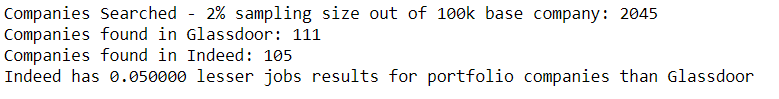 Companies Searched - 2% sampling size out of 100k base company: 2045
Companies found in Glassdoor: 111
Companies found in Indeed: 105
Indeed has 0.050000 lesser jobs results for portfolio companies than Glassdoor